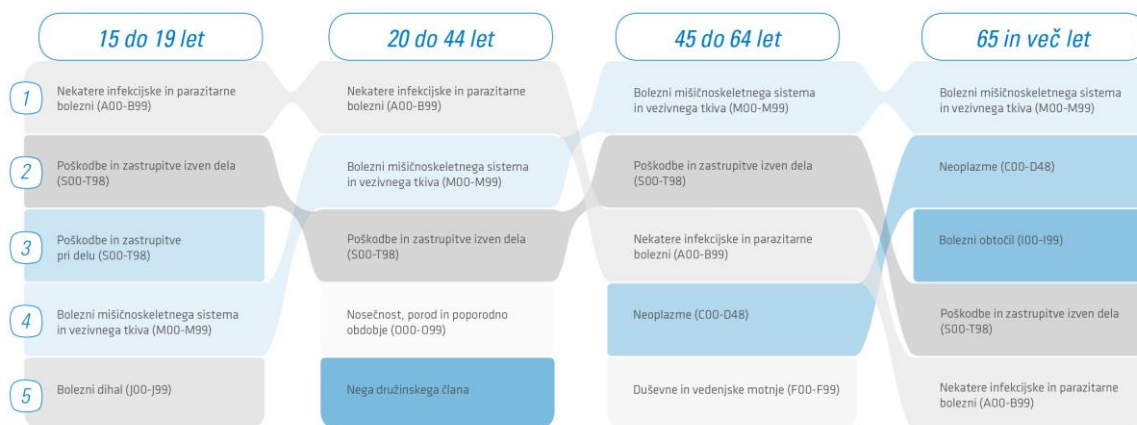 15 do 19 let
20 do 44 let
45 do 64 let
65 in več let
1
Nekatere infekcijske in parazitarne
bolezni (A00-B99)
Nekatere infekcijske in parazitarne
bolezni (A00-B99)
Bolezni mišičnoskeletnega sistema
in vezivnega tkiva (M00-M99)
Bolezni mišičnoskeletnega sistema
in vezivnega tkiva (M00-M99)
2
Poškodbe in zastrupitve izven dela
(S00-T98)
Bolezni mišičnoskeletnega sistema
in vezivnega tkiva (M00-M99)
Poškodbe in zastrupitve izven dela
(S00-T98)
Neoplazme (C00-D48)
3
Poškodbe in zastrupitve
pri delu (S00-T98)
Poškodbe in zastrupitve izven dela
(S00-T98)
Nekatere infekcijske in parazitarne
bolezni (A00-B99)
Bolezni obtočil (I00-I99)
4
Bolezni mišičnoskeletnega sistema
in vezivnega tkiva (M00-M99)
Nosečnost, porod in poporodno
obdobje (O00-O99)
Neoplazme (C00-D48)
Poškodbe in zastrupitve izven dela
(S00-T98)
5
Bolezni dihal (J00-J99)
Nega družinskega člana
Duševne in vedenjske motnje (F00-F99)
Nekatere infekcijske in parazitarne
bolezni (A00-B99)